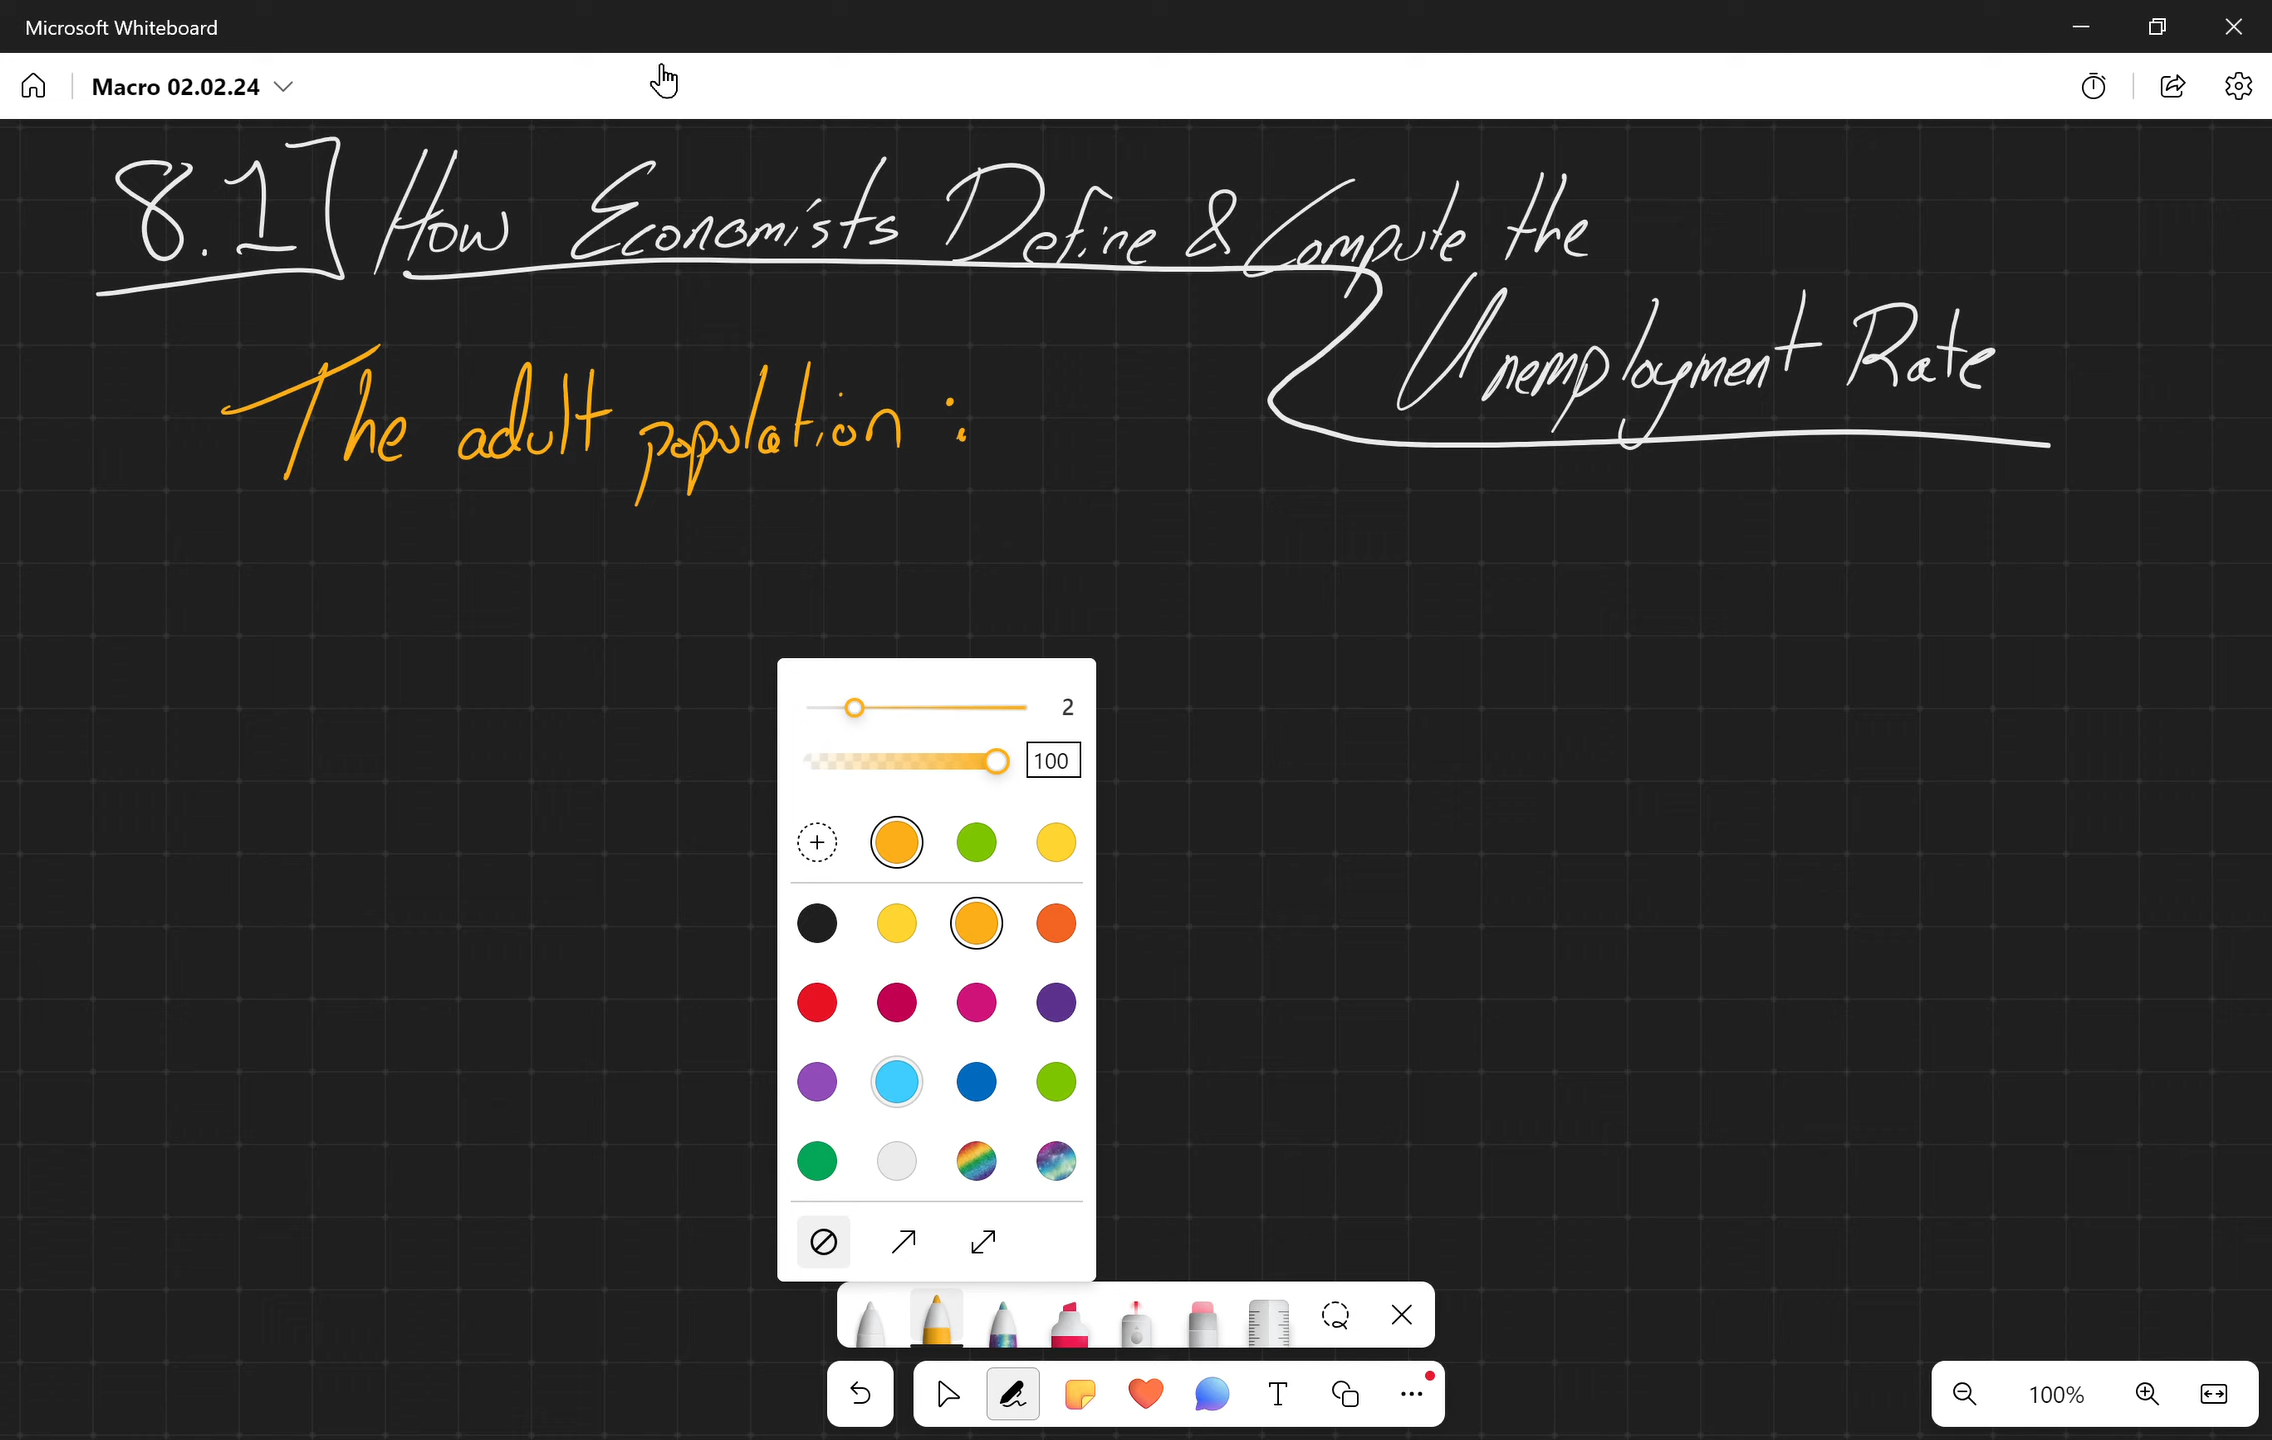 Microsoft Whiteboard
Macro 02.02.24
8.1] How Economists Define & Compute the
Unemployment Rate
The adult population :
2
100
100%